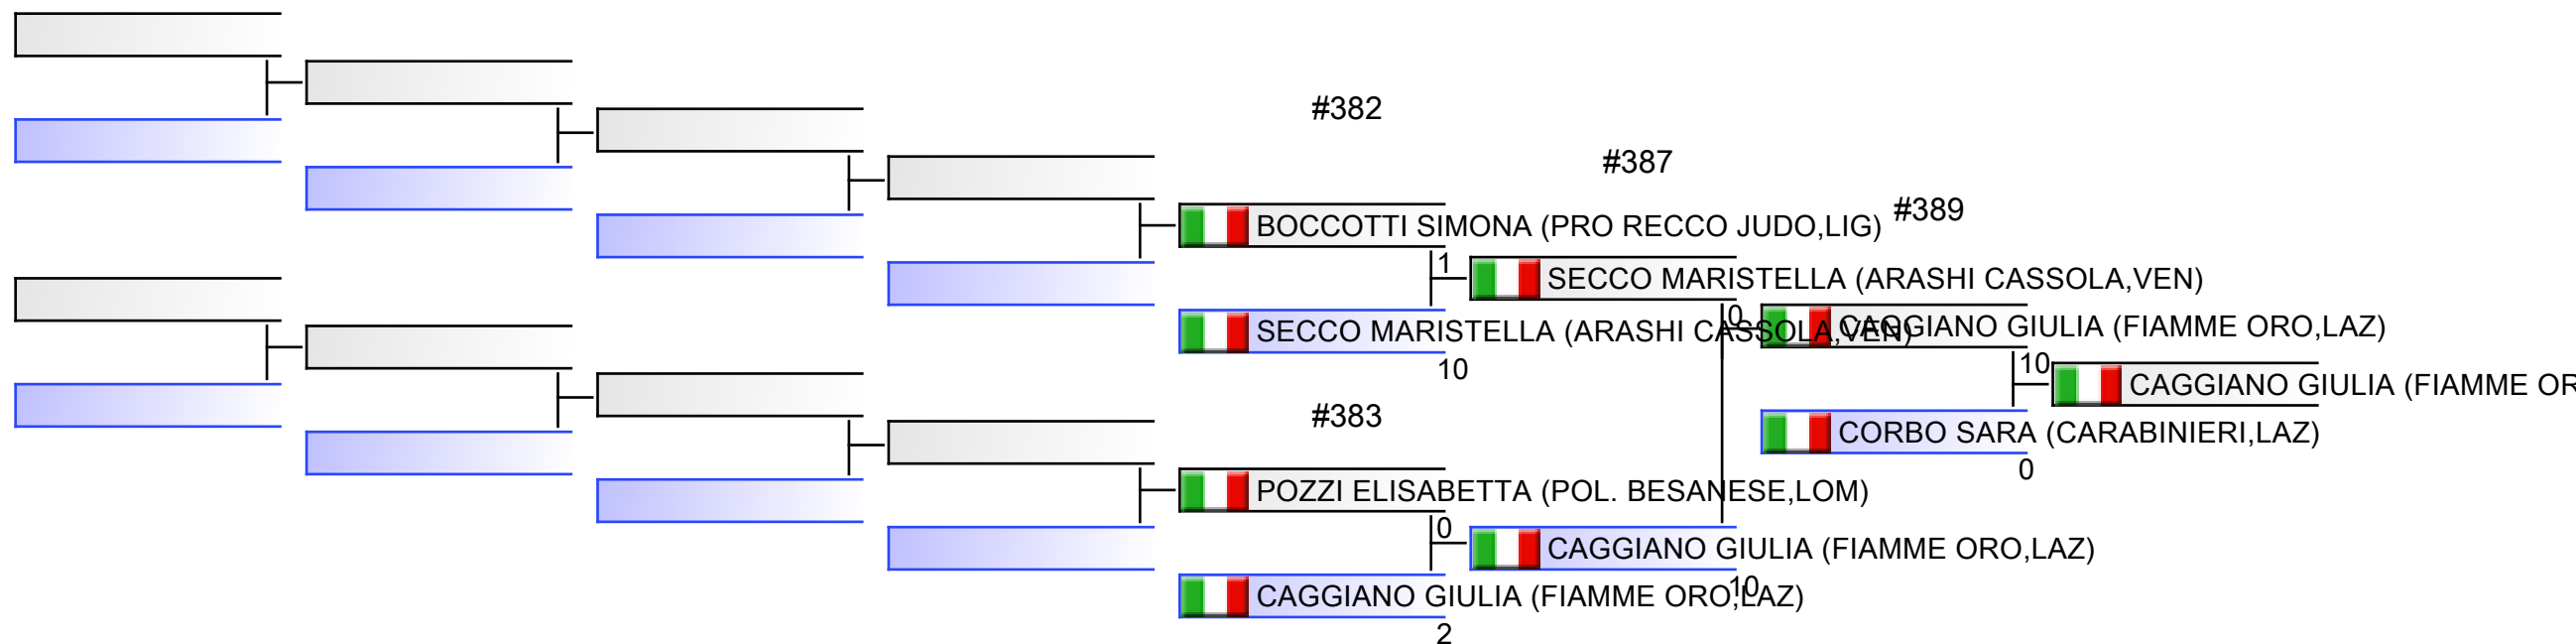 #382
#387
#389
BOCCOTTI SIMONA (PRO RECCO JUDO,LIG)
1
SECCO MARISTELLA (ARASHI CASSOLA,VEN)
SECCO MARISTELLA (ARASHI CASSOLA,VEN)
10
0
CAGGIANO GIULIA (FIAMME ORO,LAZ)
10
CAGGIANO GIULIA (FIAMME OR
CORBO SARA (CARABINIERI,LAZ)
0
#383
POZZI ELISABETTA (POL. BESANESE,LOM)
0
CAGGIANO GIULIA (FIAMME ORO,LAZ)
10
CAGGIANO GIULIA (FIAMME ORO,LAZ)
2